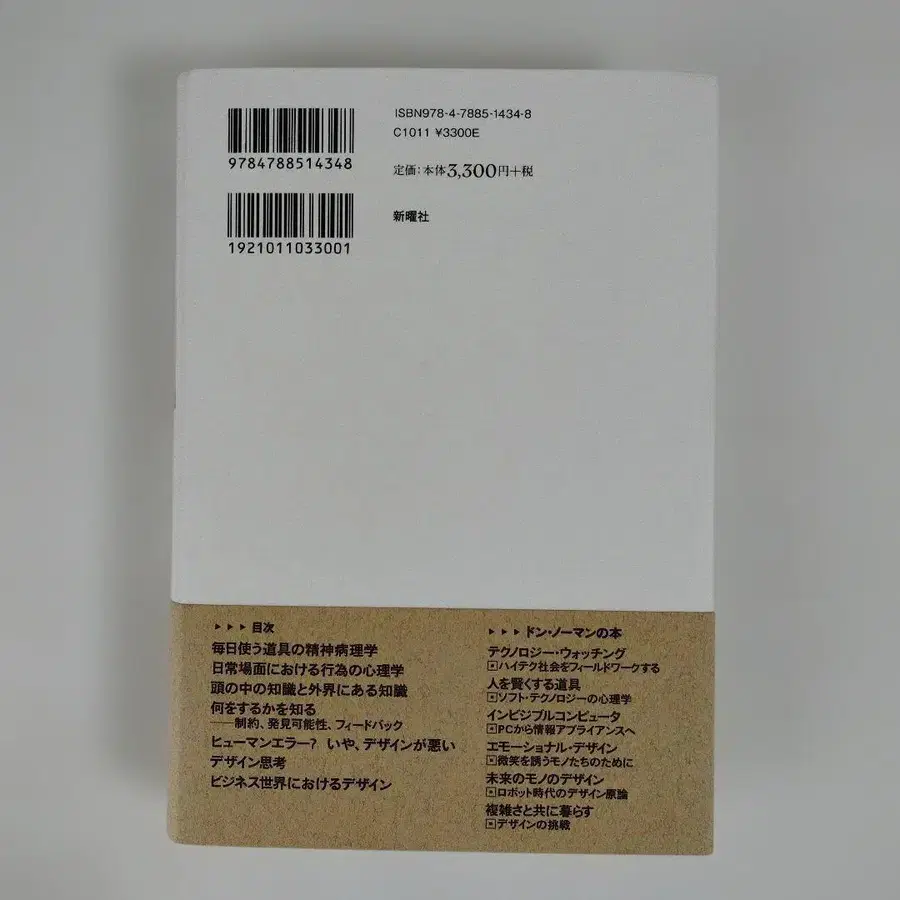 9784788514348
1921011033001
ISBN978-4-7885-1434-8
C1011 ¥3300E
定価：本体3,300円+税
新曜社
▶▶▶ 目次
毎日使う道具の精神病理学
日常場面における行為の心理学
頭の中の知識と外界にある知識
何をするかを知る
──制約、発見可能性、フィードバック
ヒューマンエラー？ いや、デザインが悪い
デザイン思考
ビジネス世界におけるデザイン
▶▶▶ ドン・ノーマンの本
テクノロジー・ウォッチング
ハイテク社会をフィールドワークする
人を賢くする道具
ソフト・テクノロジーの心理学
インビジブルコンピュータ
PCから情報アプライアンスへ
エモーショナル・デザイン
微笑を誘うモノたちのために
未来のモノのデザイン
ロボット時代のデザイン原論
複雑さと共に暮らす
デザインの挑戦